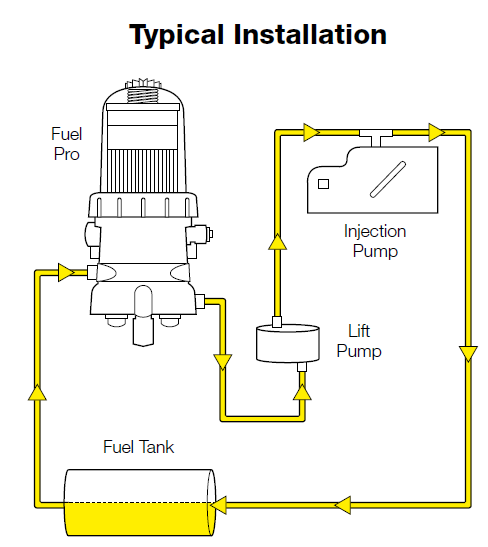 Typical Installation
Fuel
Pro
Injection
Pump
Lift
Pump
Fuel Tank